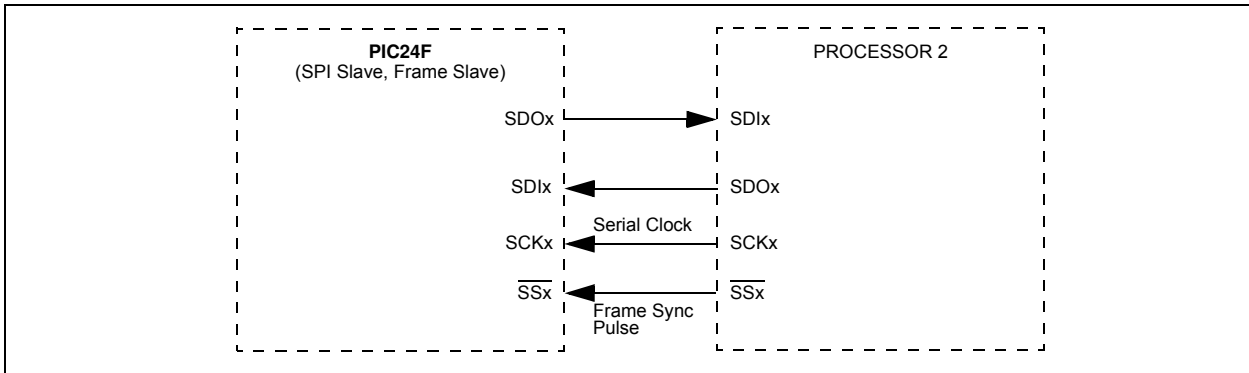 PIC24F
(SPI Slave, Frame Slave)
PROCESSOR 2
SDOx
SDIx
SDIx
SDOx
Serial Clock
SCKx
SCKx
SSx
SSx
Frame Sync
Pulse